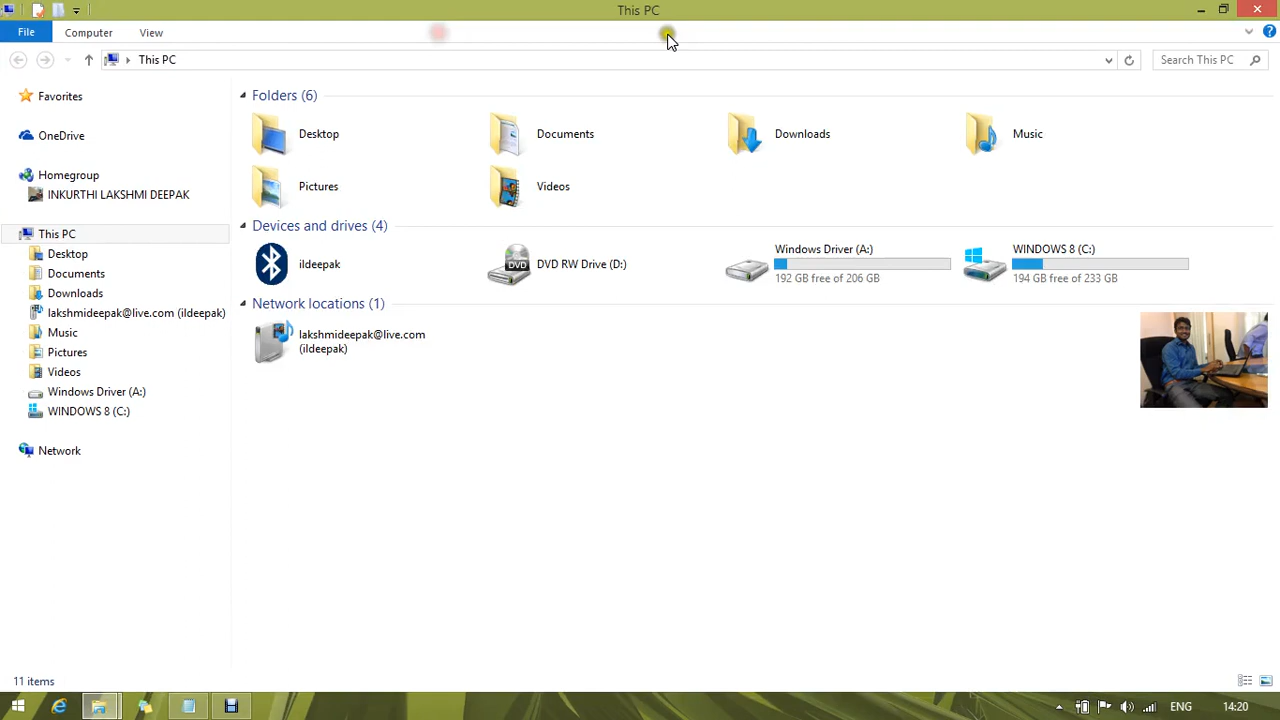 This PC
File Computer View
This PC
Search This PC
Favorites
OneDrive
Homegroup
INKURTHI LAKSHMI DEEPAK
This PC
Desktop
Documents
Downloads
lakshmideepak@live.com (ildeepak)
Music
Pictures
Videos
Windows Driver (A:)
WINDOWS 8 (C:)
Network
Folders (6)
Desktop
Documents
Downloads
Music
Pictures
Videos
Devices and drives (4)
ildeepak
DVD
DVD RW Drive (D:)
Windows Driver (A:)
192 GB free of 206 GB
WINDOWS 8 (C:)
194 GB free of 233 GB
Network locations (1)
lakshmideepak@live.com
(ildeepak)
11 items
ENG
14:20